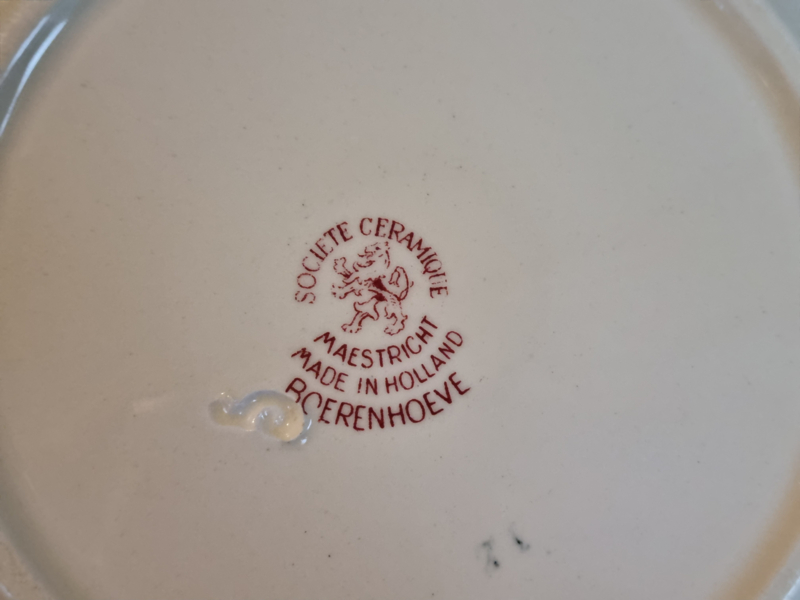 SOCIETE CERAMIQUE
MAESTRICHT
MADE IN HOLLAND
BOERENHOEVE